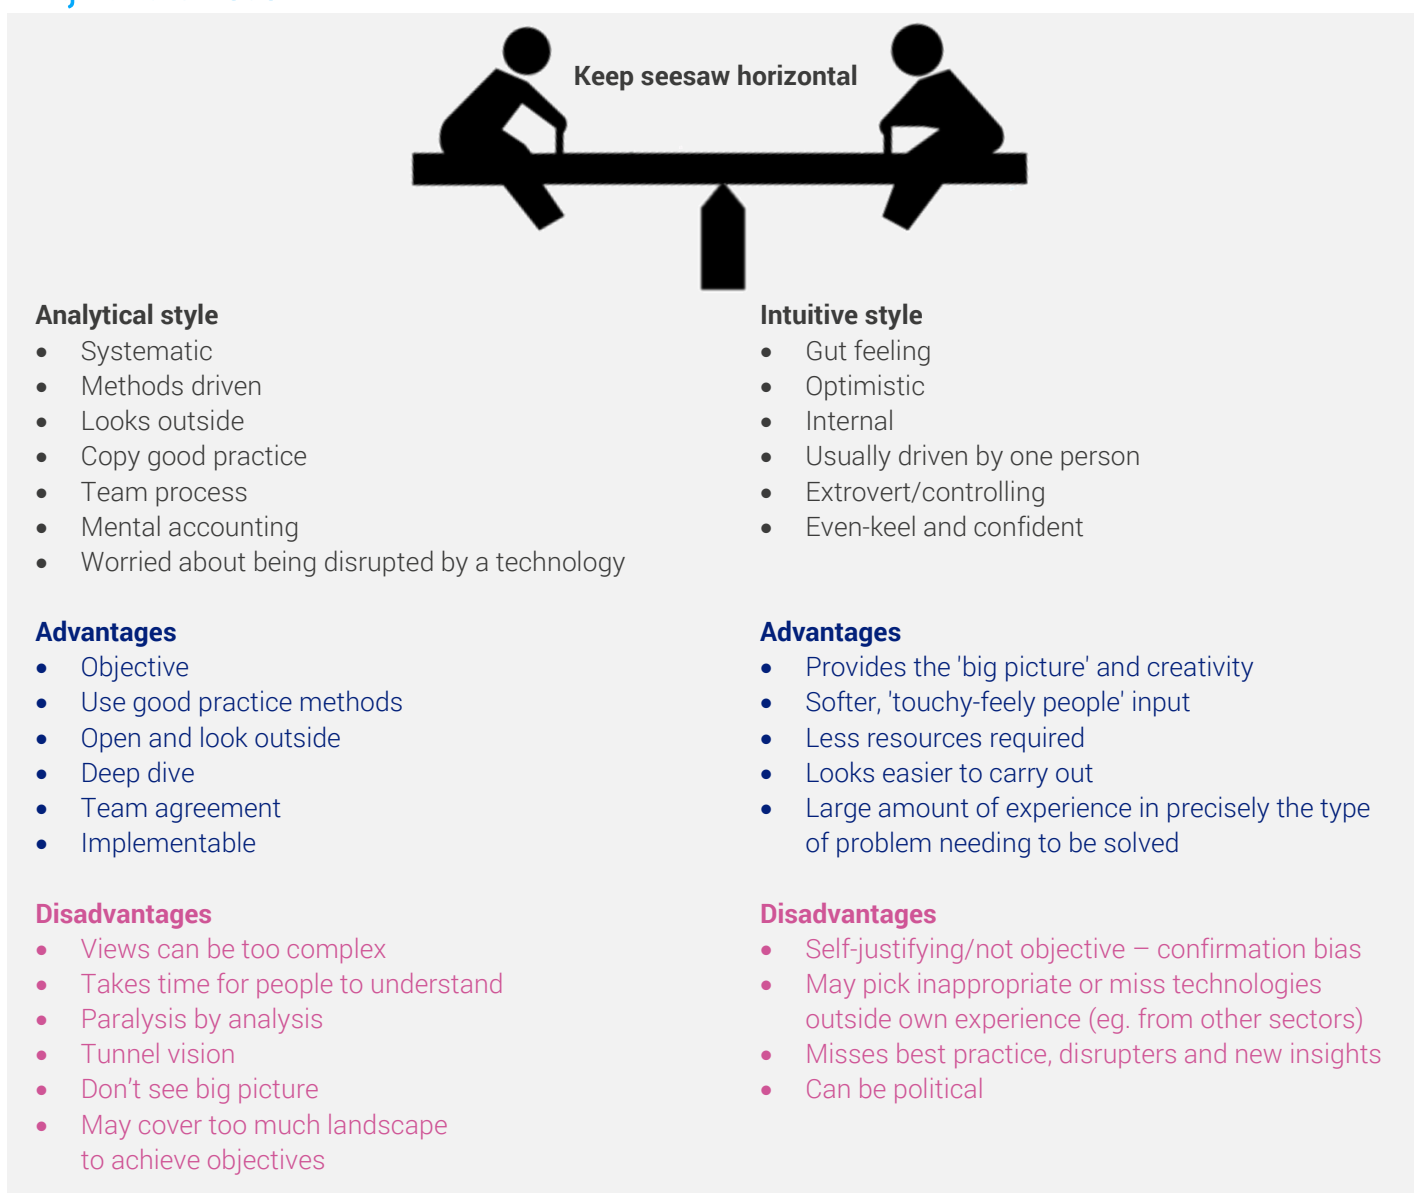 Keep seesaw horizontal
Analytical style
• Systematic
• Methods driven
• Looks outside
• Copy good practice
• Team process
• Mental accounting
• Worried about being disrupted by a technology
Advantages
• Objective
• Use good practice methods
• Open and look outside
• Deep dive
• Team agreement
• Implementable
Disadvantages
• Views can be too complex
• Takes time for people to understand
• Paralysis by analysis
• Tunnel vision
• Don’t see big picture
• May cover too much landscape
to achieve objectives
Intuitive style
• Gut feeling
• Optimistic
• Internal
• Usually driven by one person
• Extrovert/controlling
• Even-keel and confident
Advantages
• Provides the 'big picture' and creativity
• Softer, 'touchy-feely people' input
• Less resources required
• Looks easier to carry out
• Large amount of experience in precisely the type
of problem needing to be solved
Disadvantages
• Self-justifying/not objective – confirmation bias
• May pick inappropriate or miss technologies
outside own experience (eg. from other sectors)
• Misses best practice, disrupters and new insights
• Can be political